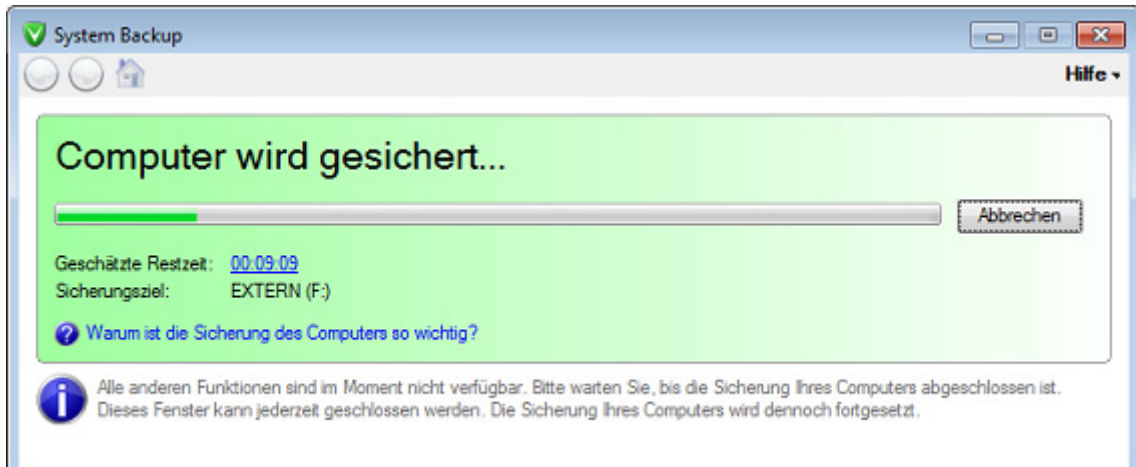 System Backup
Hilfe
Computer wird gesichert...
Abbrechen
Geschätzte Restzeit: 00:09:09
Sicherungsziel: EXTERN (F:)
Warum ist die Sicherung des Computers so wichtig?
Alle anderen Funktionen sind im Moment nicht verfügbar. Bitte warten Sie, bis die Sicherung Ihres Computers abgeschlossen ist.
Dieses Fenster kann jederzeit geschlossen werden. Die Sicherung Ihres Computers wird dennoch fortgesetzt.